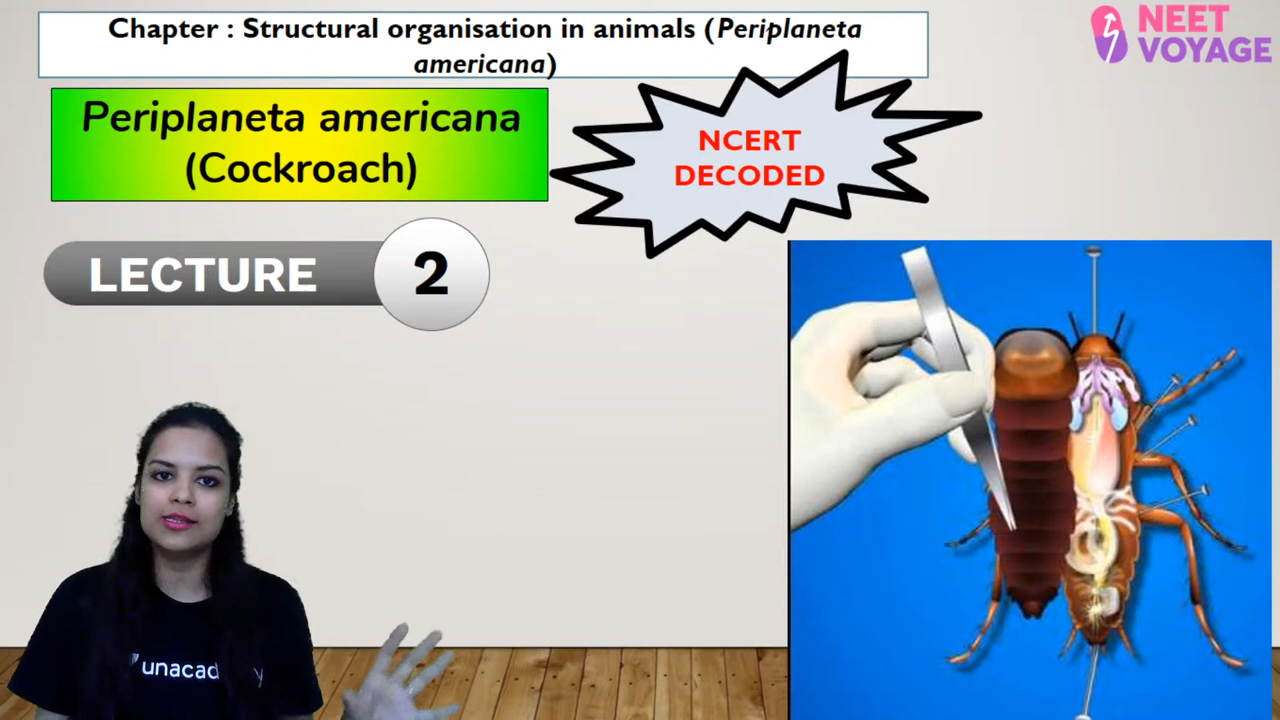 Chapter : Structural organisation in animals (Periplaneta
americana)
NEET
VOYAGE
Periplaneta americana
(Cockroach)
NCERT
DECODED
LECTURE 2
unacad y